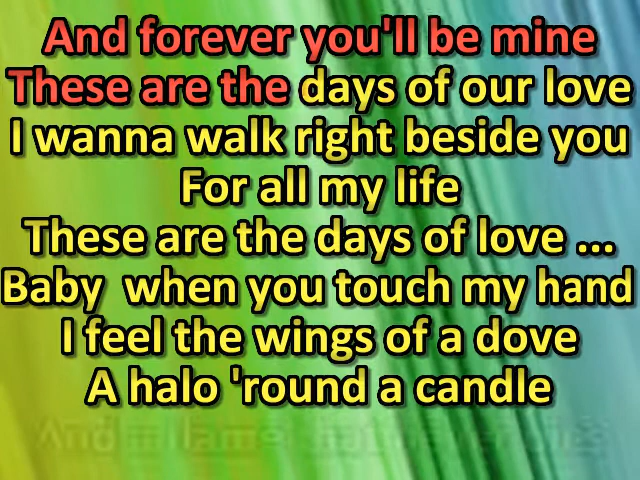 And forever you'll be mine
These are the days of our love
I wanna walk right beside you
For all my life
These are the days of love ...
Baby  when you touch my hand
I feel the wings of a dove
A halo 'round a candle
And